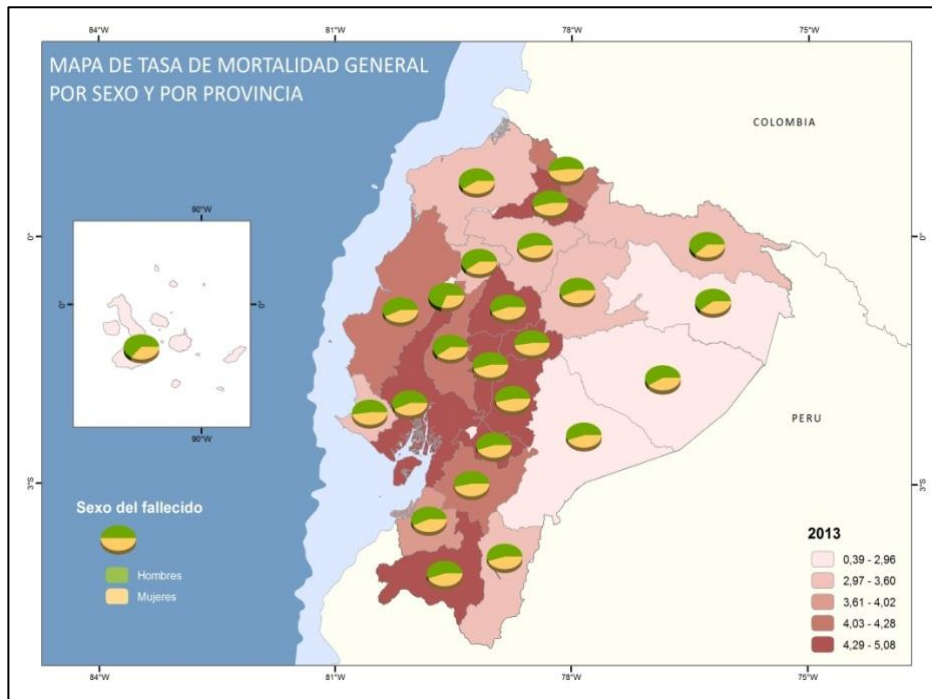 84°W
81°W
78°W
75°W
MAPA DE TASA DE MORTALIDAD GENERAL
POR SEXO Y POR PROVINCIA
COLOMBIA
90°W
0°
0°
0°
0°
90°W
PERU
3°S
3°S
Sexo del fallecido
Hombres
Mujeres
2013
0,39 - 2,96
2,97 - 3,60
3,61 - 4,02
4,03 - 4,28
4,29 - 5,08
84°W
81°W
78°W
75°W